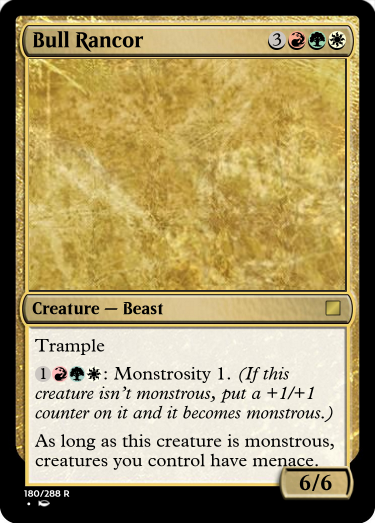 Bull Rancor 3
Creature — Beast
Trample
1: Monstrosity 1. (If this
creature isn't monstrous, put a +1/+1
counter on it and it becomes monstrous.)
As long as this creature is monstrous,
creatures you control have menace.
6/6
180/288 R